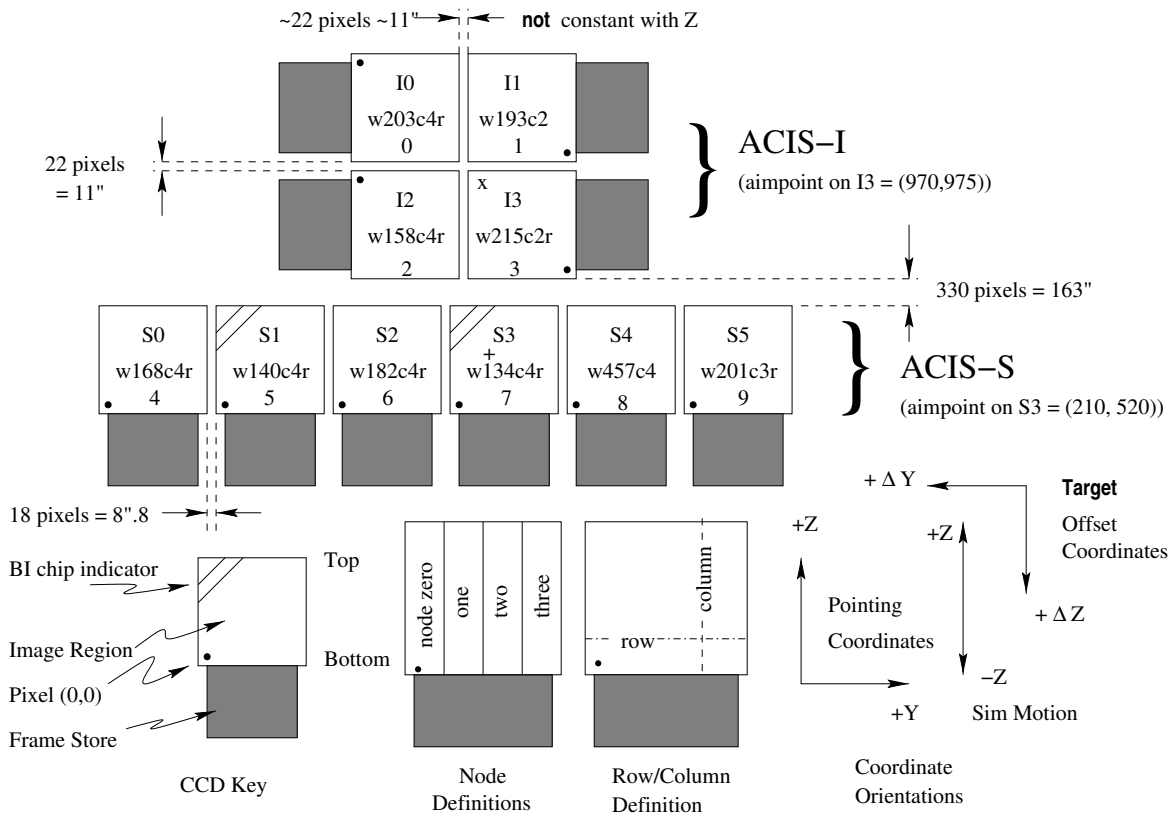 ~22 pixels ~11" not constant with Z
I0
w203c4r
0
I1
w193c2
1
22 pixels
= 11"
I2
w158c4r
2
x
I3
w215c2r
3
ACIS−I
(aimpoint on I3 = (970,975))
330 pixels = 163"
S0
w168c4r
4
S1
w140c4r
5
S2
w182c4r
6
S3
+
w134c4r
7
S4
w457c4
8
S5
w201c3r
9
ACIS−S
(aimpoint on S3 = (210, 520))
18 pixels = 8".8
BI chip indicator
Image Region
Pixel (0,0)
Frame Store
Top
Bottom
CCD Key
node zero
one
two
three
Node
Definitions
row
column
Row/Column
Definition
+Z
Pointing
Coordinates
+Y
+Z
−Z
Sim Motion
+ Δ Y
+ Δ Z
Target
Offset
Coordinates
Coordinate
Orientations